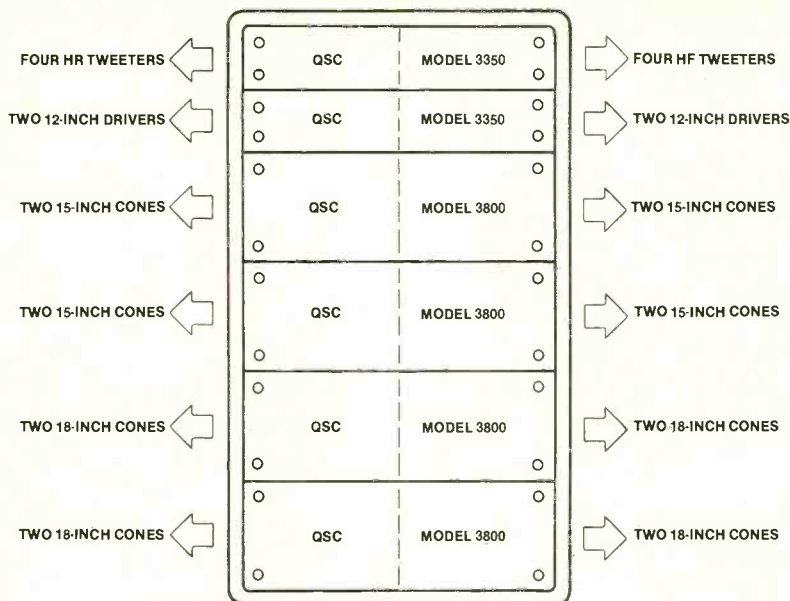 FOUR HR TWEETERS QSC MODEL 3350 FOUR HF TWEETERS
TWO 12-INCH DRIVERS QSC MODEL 3350 TWO 12-INCH DRIVERS
TWO 15-INCH CONES QSC MODEL 3800 TWO 15-INCH CONES
TWO 15-INCH CONES QSC MODEL 3800 TWO 15-INCH CONES
TWO 18-INCH CONES QSC MODEL 3800 TWO 18-INCH CONES
TWO 18-INCH CONES QSC MODEL 3800 TWO 18-INCH CONES